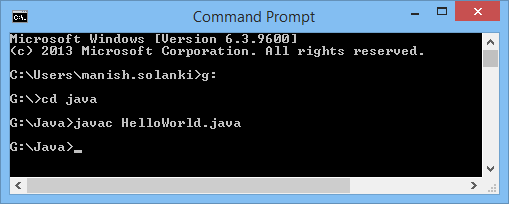 Command Prompt
Microsoft Windows [Version 6.3.9600]
(c) 2013 Microsoft Corporation. All rights reserved.
C:\Users\manish.solanki>g:
G:\>cd java
G:\Java>javac HelloWorld.java
G:\Java>_